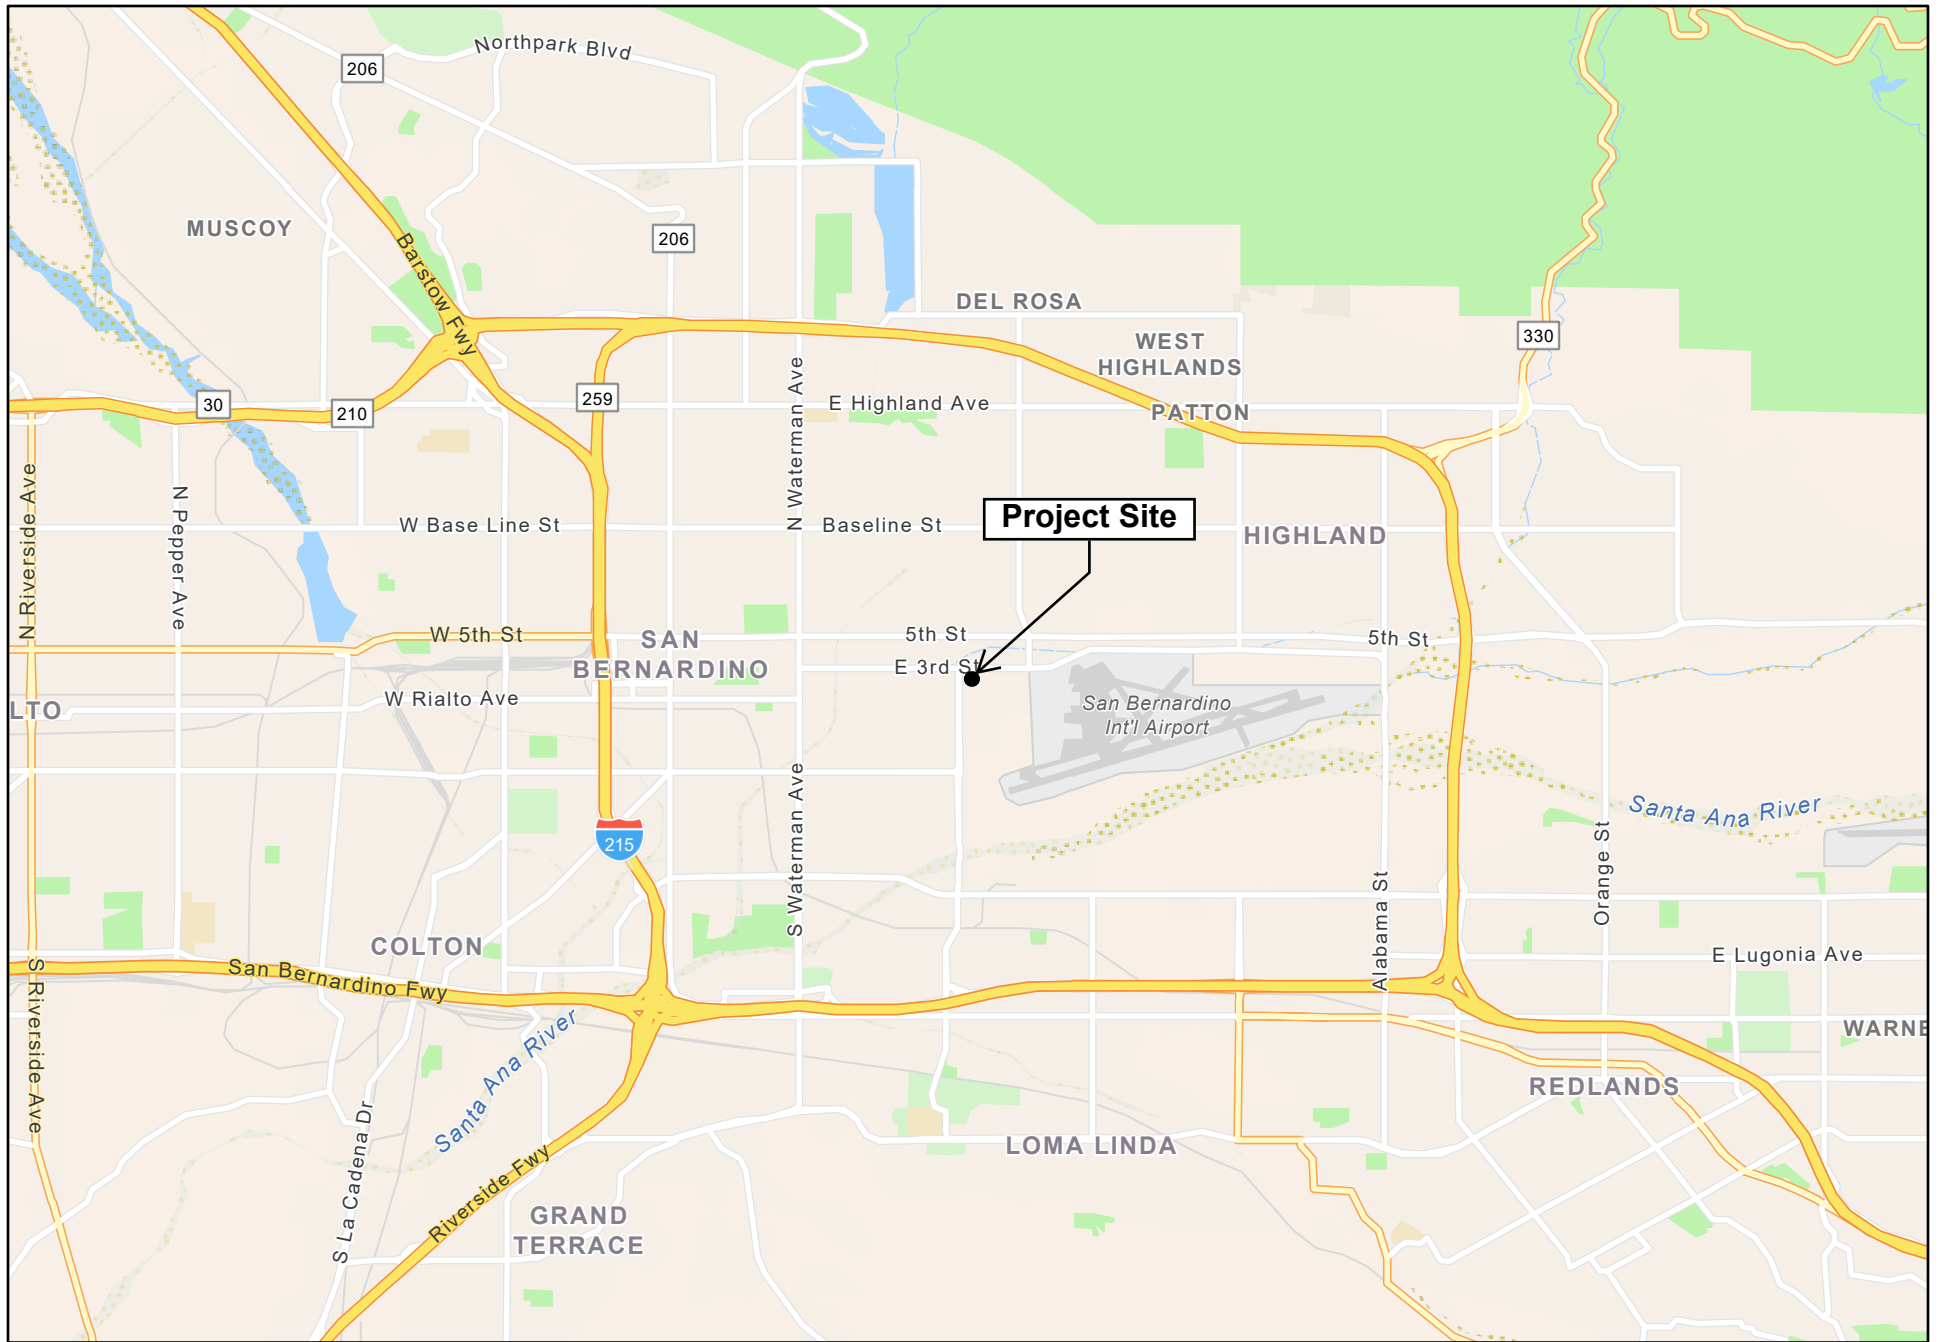 Northpark Blvd
206
MUSCOY
206
Barstow Fwy
DEL ROSA
WEST
HIGHLANDS
330
30
210
259
E Highland Ave
PATTON
N Waterman Ave
N Riverside Ave
N Pepper Ave
W Base Line St
Baseline St
Project Site
HIGHLAND
W 5th St
SAN
BERNARDINO
5th St
5th St
E 3rd St
W Rialto Ave
LTO
San Bernardino
Int'l Airport
S Waterman Ave
215
Santa Ana River
Orange St
Alabama St
COLTON
San Bernardino Fwy
E Lugonia Ave
S Riverside Ave
Santa Ana River
WARNE
REDLANDS
S La Cadena Dr
Riverside Fwy
LOMA LINDA
GRAND
TERRACE